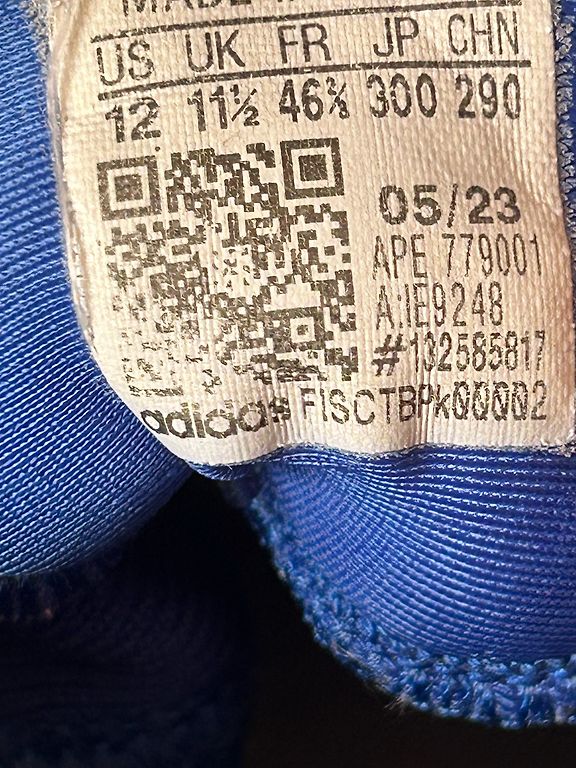 MADE
US UK FR JP CHN
12 11½ 46⅔ 300 290
05/23
APE 779001
A:IE9248
#132585817
adidas FISCTBPK00002